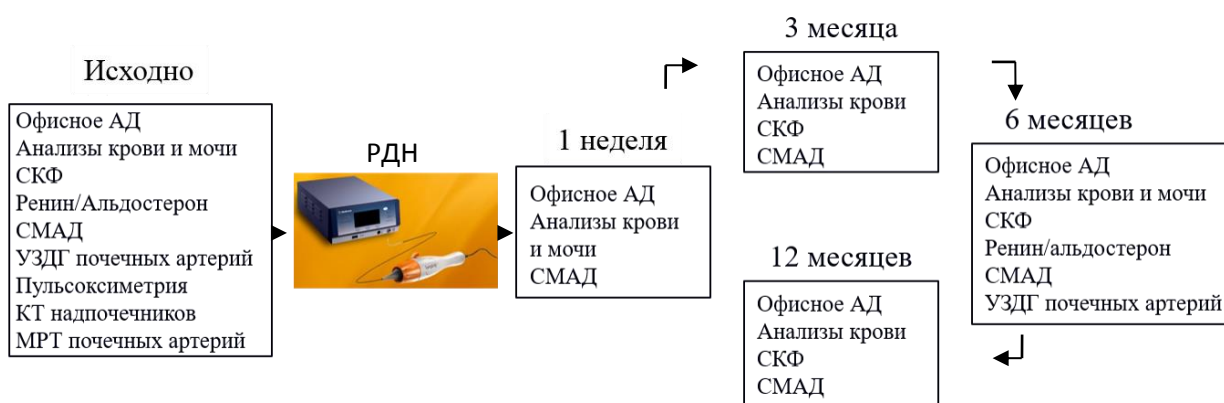 Исходно
Офисное АД
Анализы крови и мочи
СКФ
Ренин/Альдостерон
СМАД
УЗДГ почечных артерий
Пульсоксиметрия
КТ надпочечников
МРТ почечных артерий
РДН
1 неделя
Офисное АД
Анализы крови
и мочи
СМАД
3 месяца
Офисное АД
Анализы крови
СКФ
СМАД
6 месяцев
Офисное АД
Анализы крови и мочи
СКФ
Ренин/альдостерон
СМАД
УЗДГ почечных артерий
12 месяцев
Офисное АД
Анализы крови
СКФ
СМАД